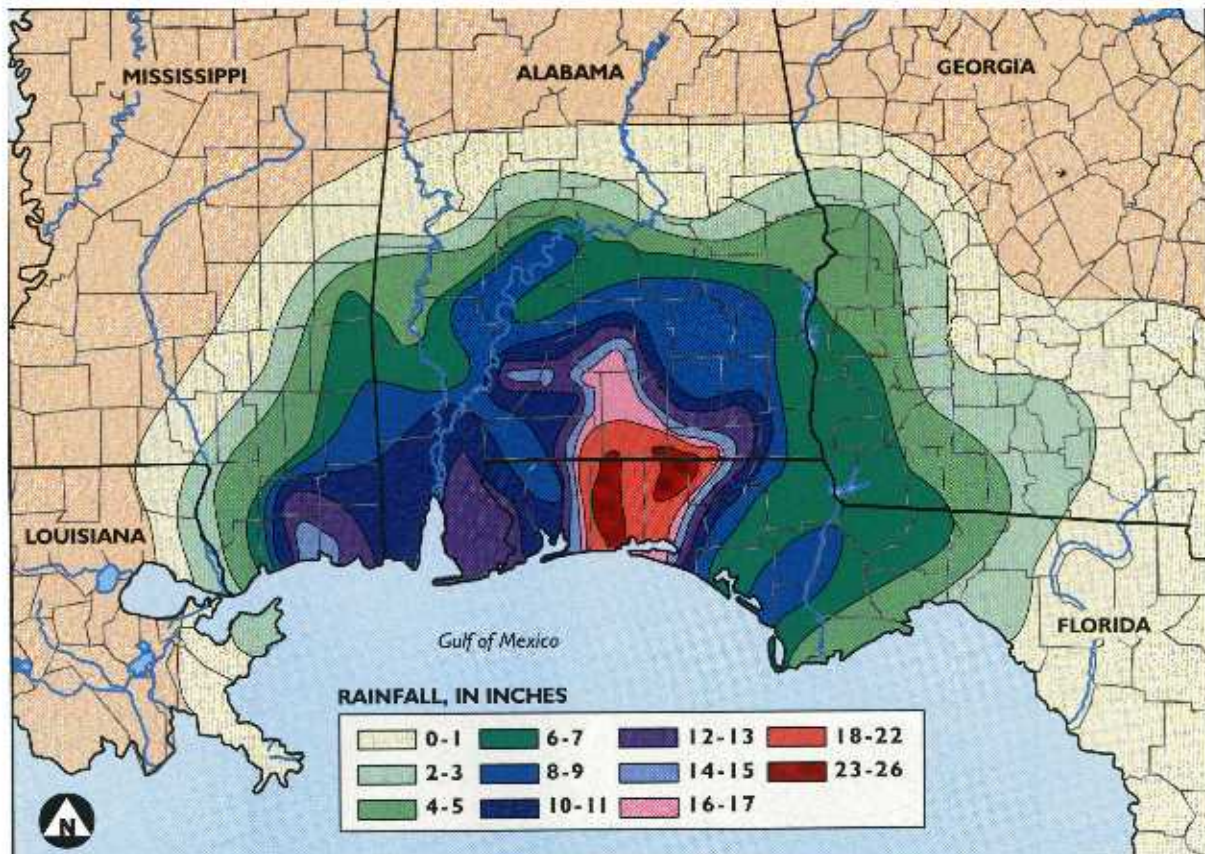 MISSISSIPPI
ALABAMA
GEORGIA
LOUISIANA
FLORIDA
Gulf of Mexico
RAINFALL, IN INCHES
0-1 6-7 12-13 18-22
2-3 8-9 14-15 23-26
4-5 10-11 16-17
N